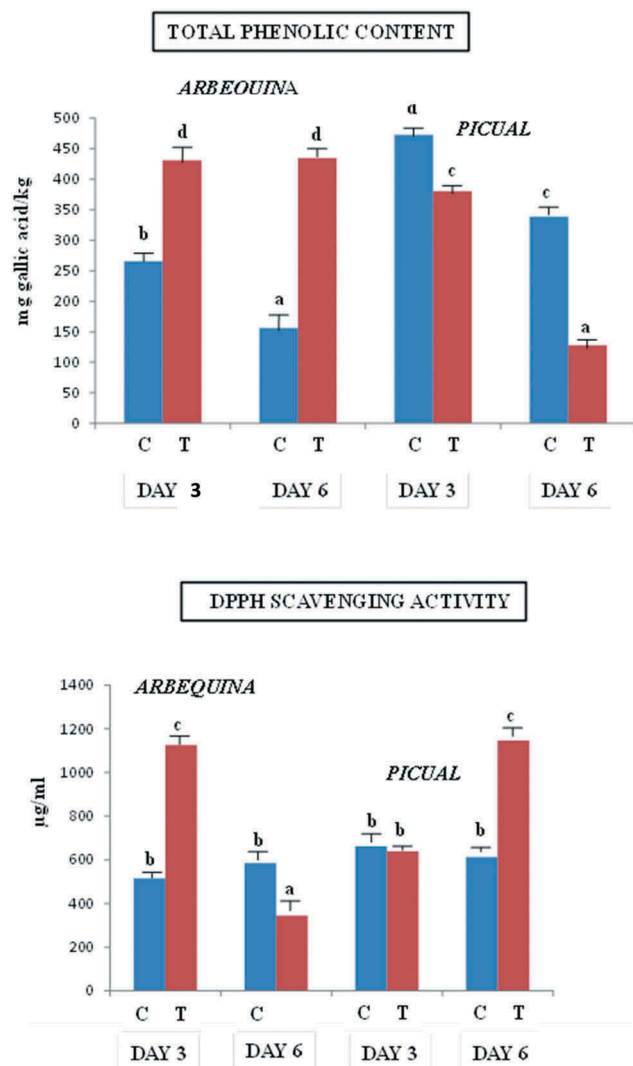 TOTAL PHENOLIC CONTENT
ARBEQUINA
PICUAL
mg gallic acid/kg
500
450
400
350
300
250
200
150
100
50
0
b
d
a
d
d
c
c
a
C T C T C T C T
DAY 3 DAY 6 DAY 3 DAY 6
DPPH SCAVENGING ACTIVITY
ARBEQUINA
PICUAL
µg/ml
1400
1200
1000
800
600
400
200
0
b
c
b
a
b
b
b
c
C T C C T C T
DAY 3 DAY 6 DAY 3 DAY 6